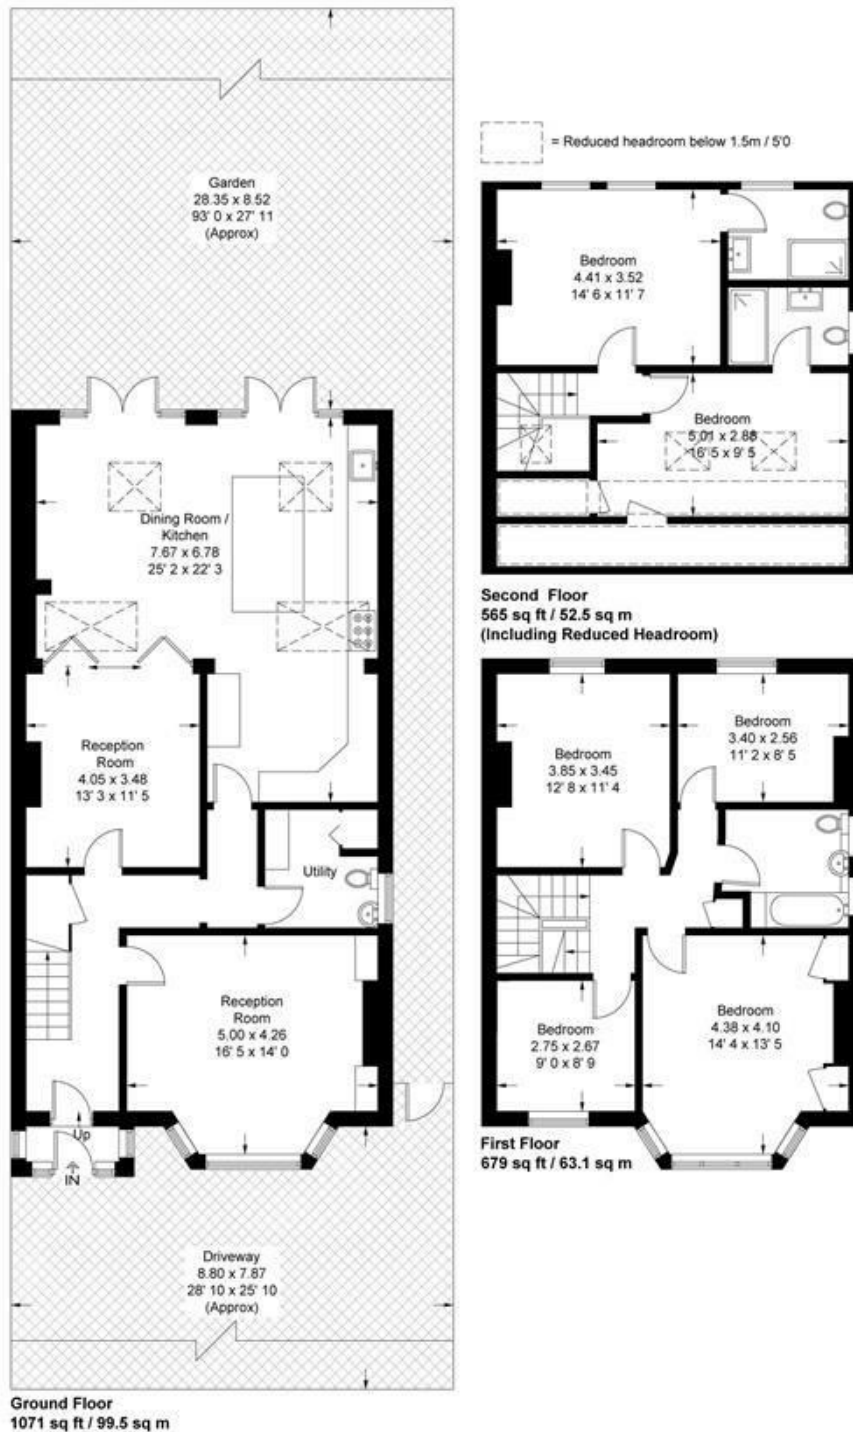 Garden
28.35 x 8.52
93' 0 x 27' 11
(Approx)
Dining Room /
Kitchen
7.67 x 6.78
25' 2 x 22' 3
Reception
Room
4.05 x 3.48
13' 3 x 11' 5
Utility
Reception
Room
5.00 x 4.26
16' 5 x 14' 0
Up
IN
Driveway
8.80 x 7.87
28' 10 x 25' 10
(Approx)
Ground Floor
1071 sq ft / 99.5 sq m
= Reduced headroom below 1.5m / 5'0
Bedroom
4.41 x 3.52
14' 6 x 11' 7
Bedroom
5.01 x 2.88
16' 5 x 9' 5
Second Floor
565 sq ft / 52.5 sq m
(Including Reduced Headroom)
Bedroom
3.85 x 3.45
12' 8 x 11' 4
Bedroom
3.40 x 2.56
11' 2 x 8' 5
Bedroom
2.75 x 2.67
9' 0 x 8' 9
Bedroom
4.38 x 4.10
14' 4 x 13' 5
First Floor
679 sq ft / 63.1 sq m